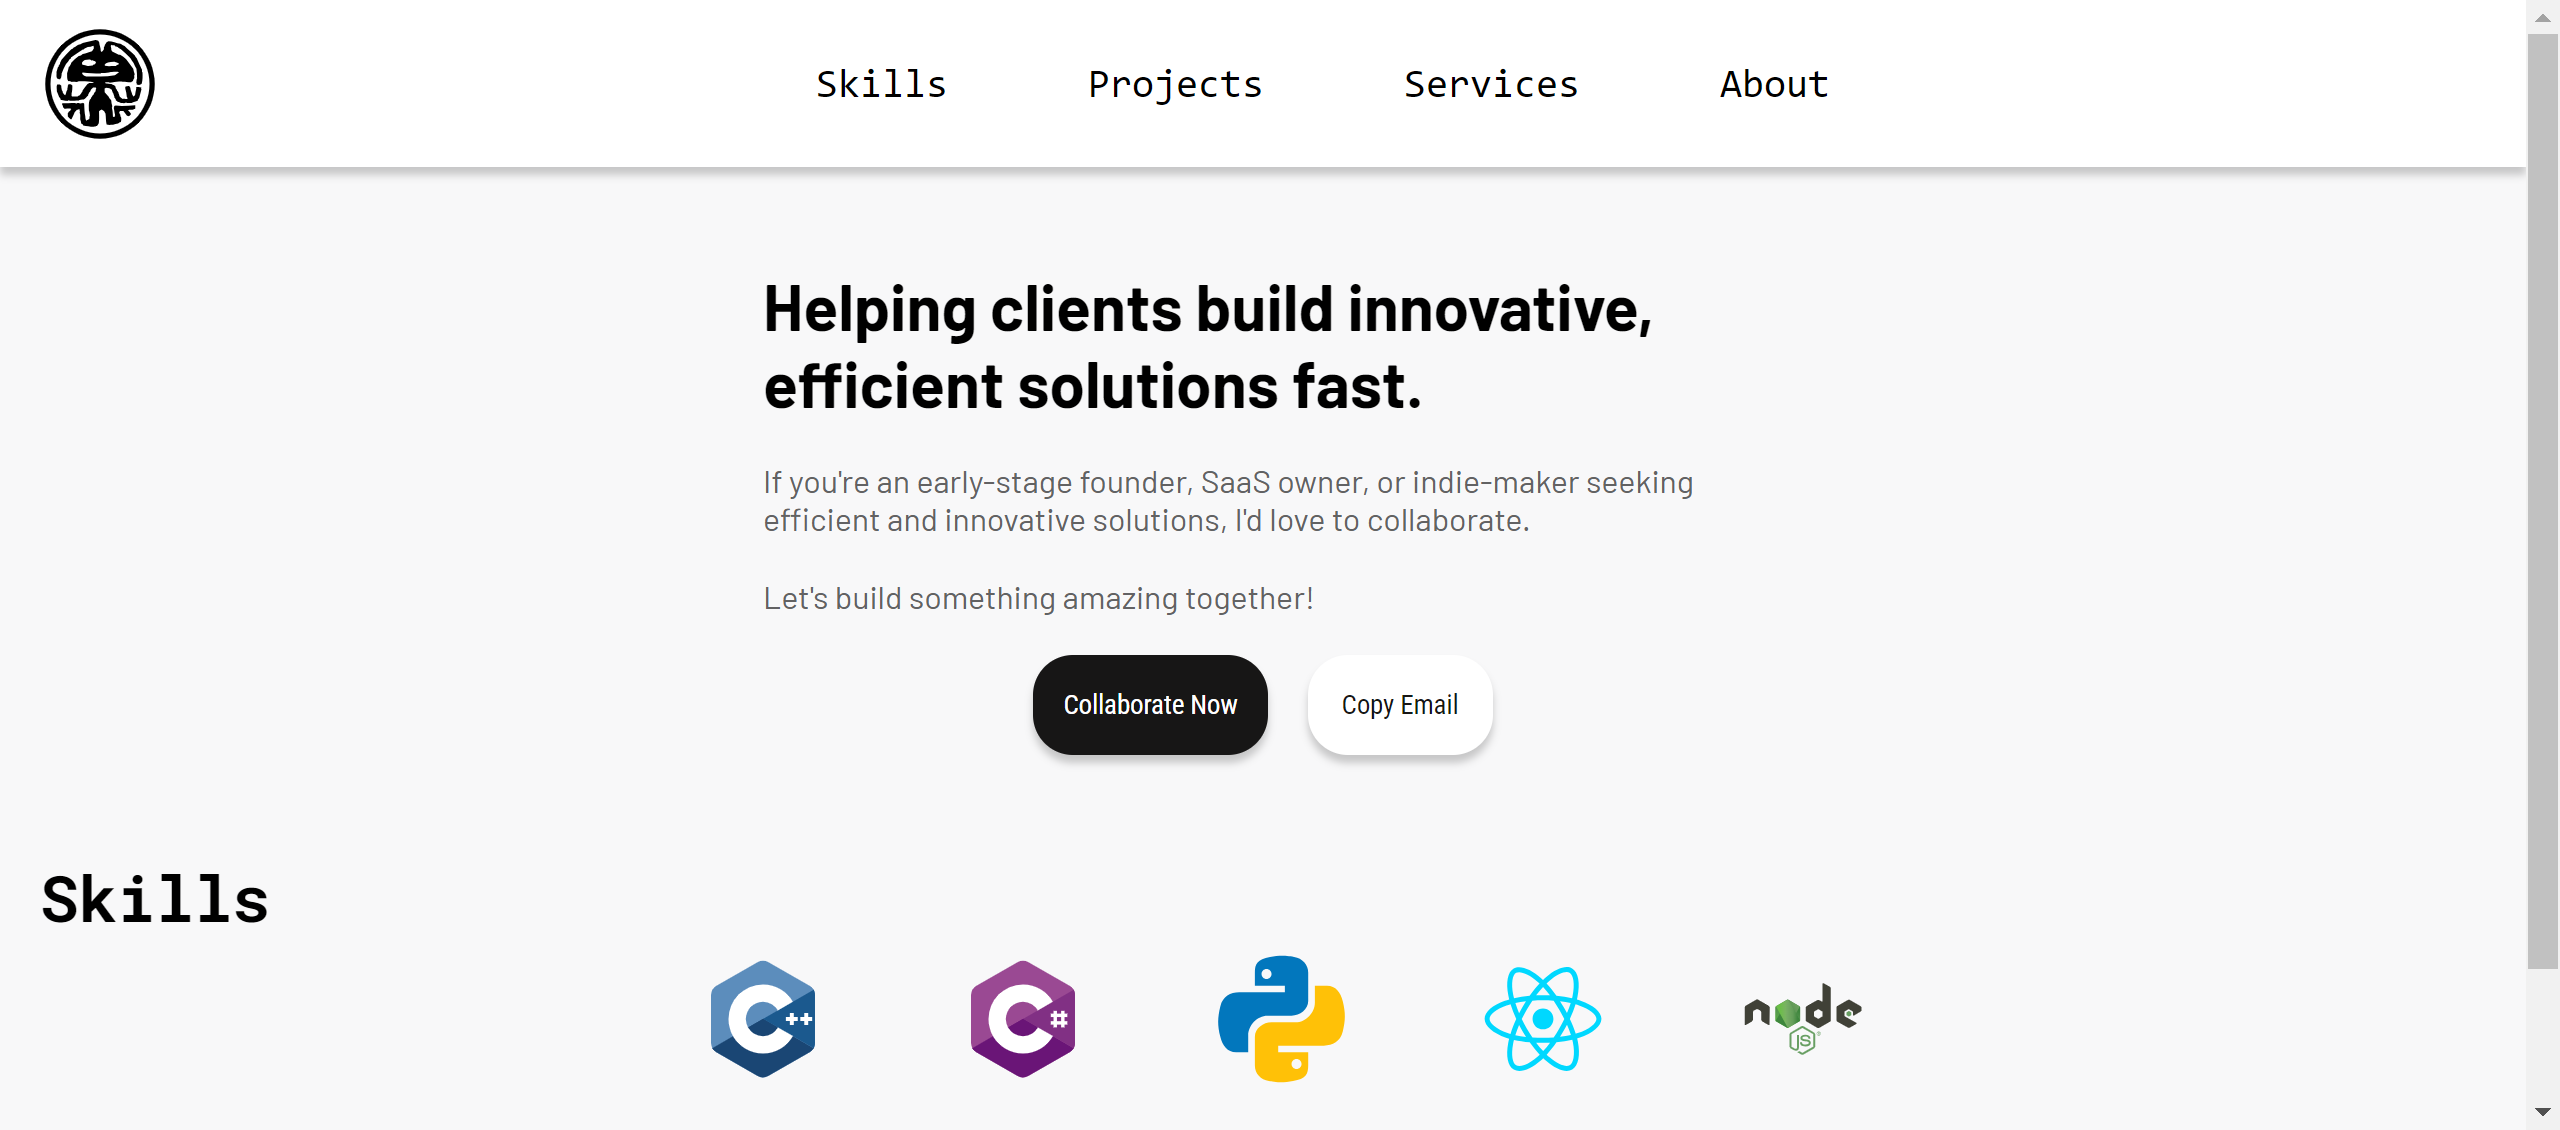 Skills Projects Services About
Helping clients build innovative,
efficient solutions fast.
If you're an early-stage founder, SaaS owner, or indie-maker seeking
efficient and innovative solutions, I'd love to collaborate.
Let's build something amazing together!
Collaborate Now Copy Email
Skills
C++ C# node
JS